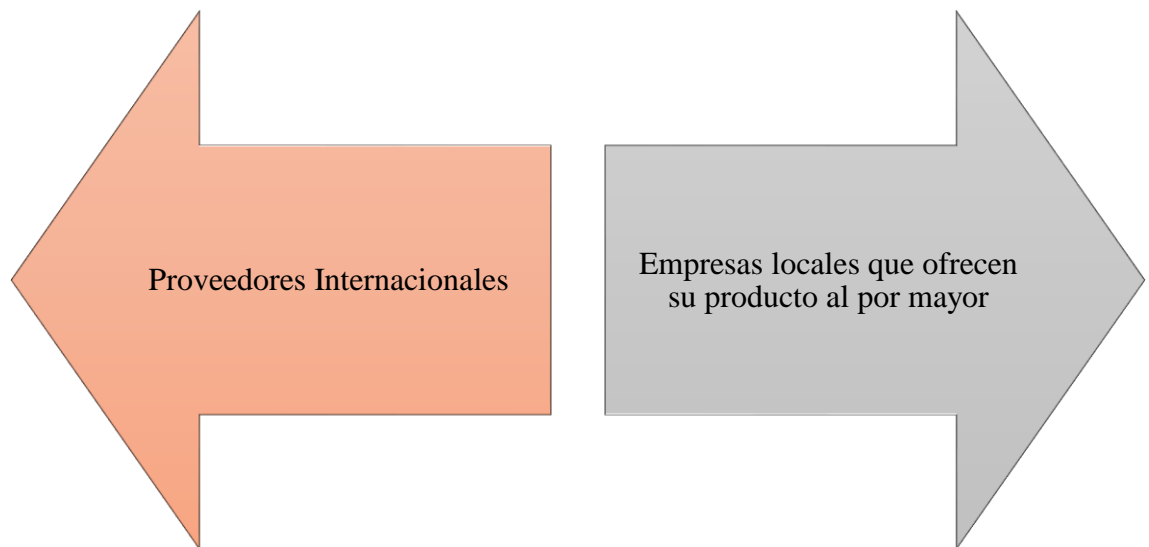 Proveedores Internacionales
Empresas locales que ofrecen
su producto al por mayor